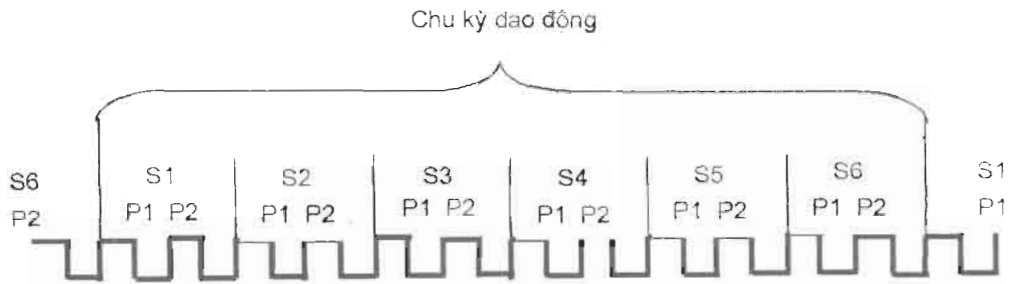 Chu kỳ dao động
S6 S1 S2 S3 S4 S5 S6 S1
P2 P1 P2 P1 P2 P1 P2 P1 P2 P1 P2 P1 P2 P1